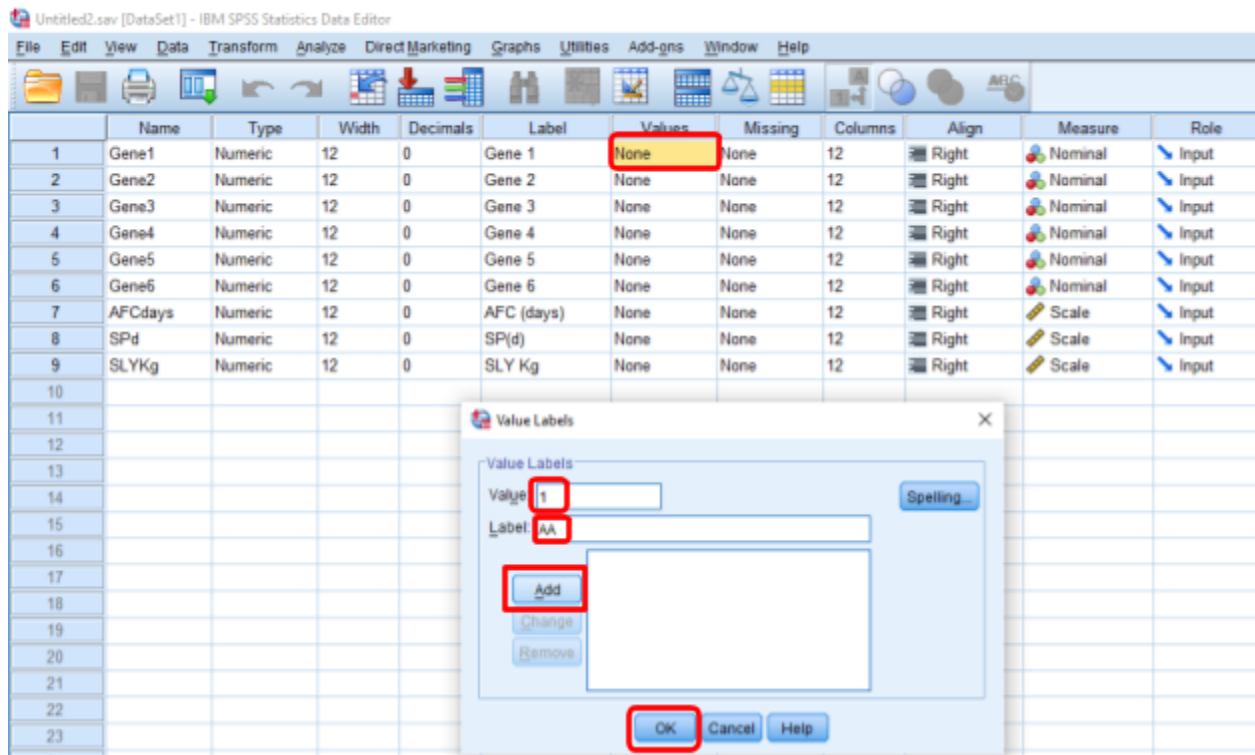 Untitled2.sav [DataSet1] - IBM SPSS Statistics Data Editor
File Edit View Data Transform Analyze Direct Marketing Graphs Utilities Add-ons Window Help
A ABC
Name Type Width Decimals Label Values Missing Columns Align Measure Role
1 Gene1 Numeric 12 0 Gene 1 None None 12 Right Nominal Input
2 Gene2 Numeric 12 0 Gene 2 None None 12 Right Nominal Input
3 Gene3 Numeric 12 0 Gene 3 None None 12 Right Nominal Input
4 Gene4 Numeric 12 0 Gene 4 None None 12 Right Nominal Input
5 Gene5 Numeric 12 0 Gene 5 None None 12 Right Nominal Input
6 Gene6 Numeric 12 0 Gene 6 None None 12 Right Nominal Input
7 AFCdays Numeric 12 0 AFC (days) None None 12 Right Scale Input
8 SPd Numeric 12 0 SP(d) None None 12 Right Scale Input
9 SLYKg Numeric 12 0 SLY Kg None None 12 Right Scale Input
10
11 Value Labels
12
13 Value Labels
14 Value: 1 Spelling...
15 Label: AA
16
17 Add
18
19 Change
20 Remove
21
22 OK Cancel Help
23